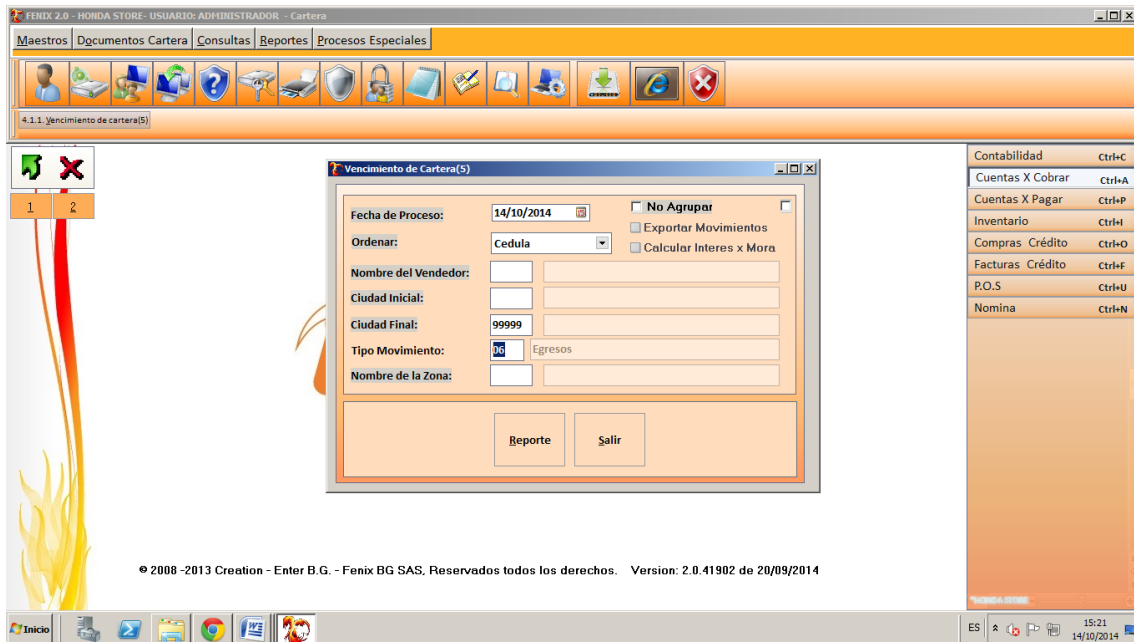 FENIX 2.0 - HONDA STORE- USUARIO: ADMINISTRADOR - Cartera
Maestros Documentos Cartera Consultas Reportes Procesos Especiales
4.1.1. Vencimiento de cartera(5)
1 2
Vencimiento de Cartera(5)
Fecha de Proceso: 14/10/2014 No Agrupar
Exportar Movimientos
Ordenar: Cedula Calcular Interes x Mora
Nombre del Vendedor:
Ciudad Inicial:
Ciudad Final: 99999
Tipo Movimiento: 06 Egresos
Nombre de la Zona:
Reporte Salir
Contabilidad Ctrl+C
Cuentas X Cobrar Ctrl+A
Cuentas X Pagar Ctrl+P
Inventario Ctrl+I
Compras Crédito Ctrl+O
Facturas Crédito Ctrl+F
P.O.S Ctrl+U
Nomina Ctrl+N
© 2008 -2013 Creation - Enter B.G. - Fenix BG SAS, Reservados todos los derechos. Version: 2.0.41902 de 20/09/2014
"HONDA STORE -
Inicio ES 15:21
14/10/2014